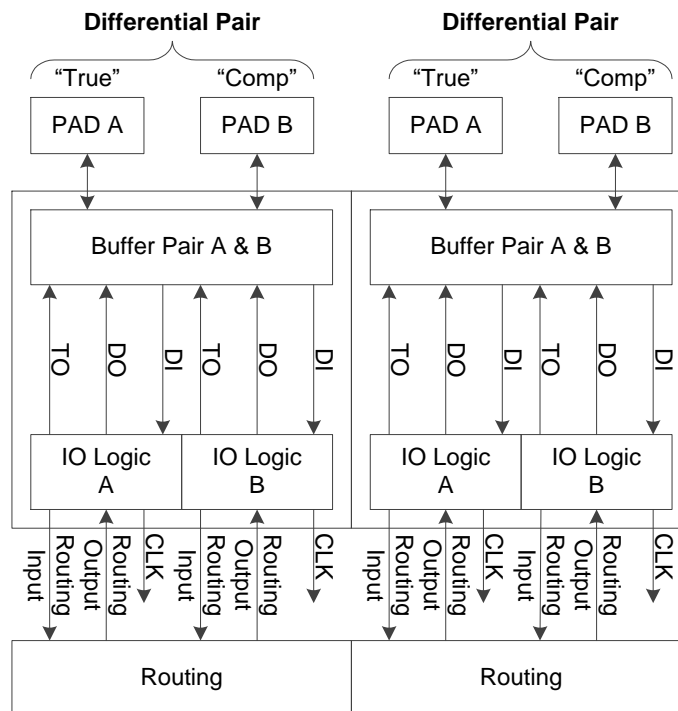 Differential Pair Differential Pair
“True” “Comp” “True” “Comp”
PAD A PAD B PAD A PAD B
Buffer Pair A & B Buffer Pair A & B
TO DO DI TO DO DI TO DO DI TO DO DI
IO Logic A IO Logic B IO Logic A IO Logic B
Routing Input Routing Output CLK Routing Input Routing Output CLK Routing Input Routing Output CLK Routing Input Routing Output CLK
Routing Routing